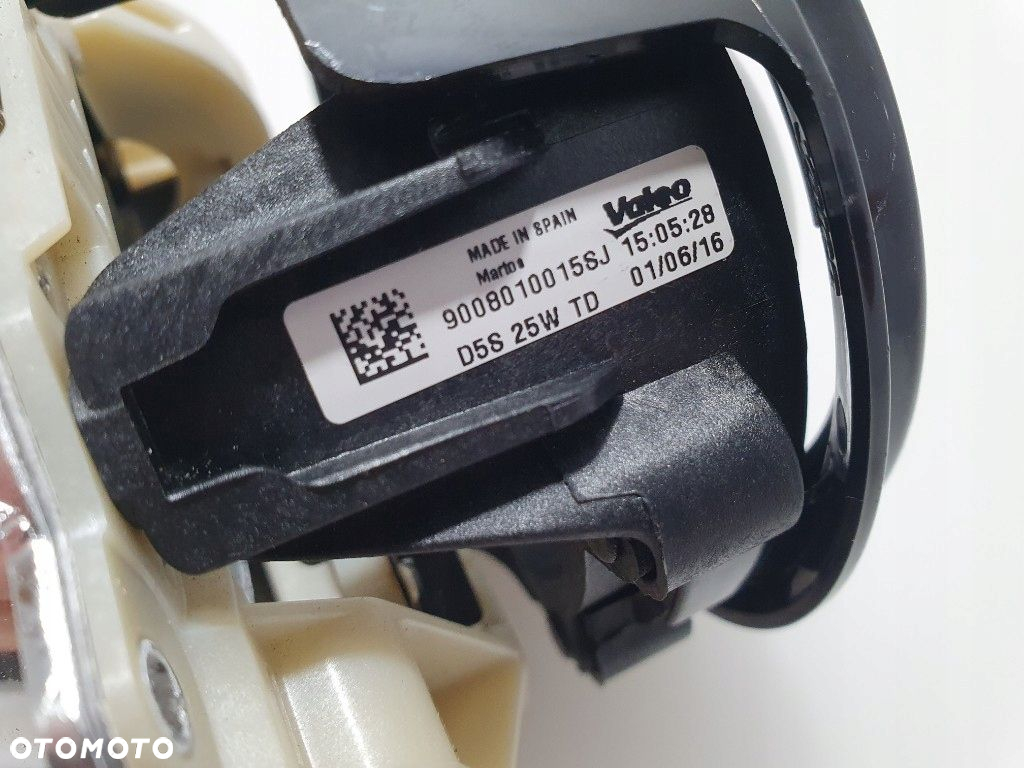 MADE IN SPAIN Valeo
Martos
9008010015SJ 15:05:28
D5S 25W TD 01/06/16
OTOMOTO